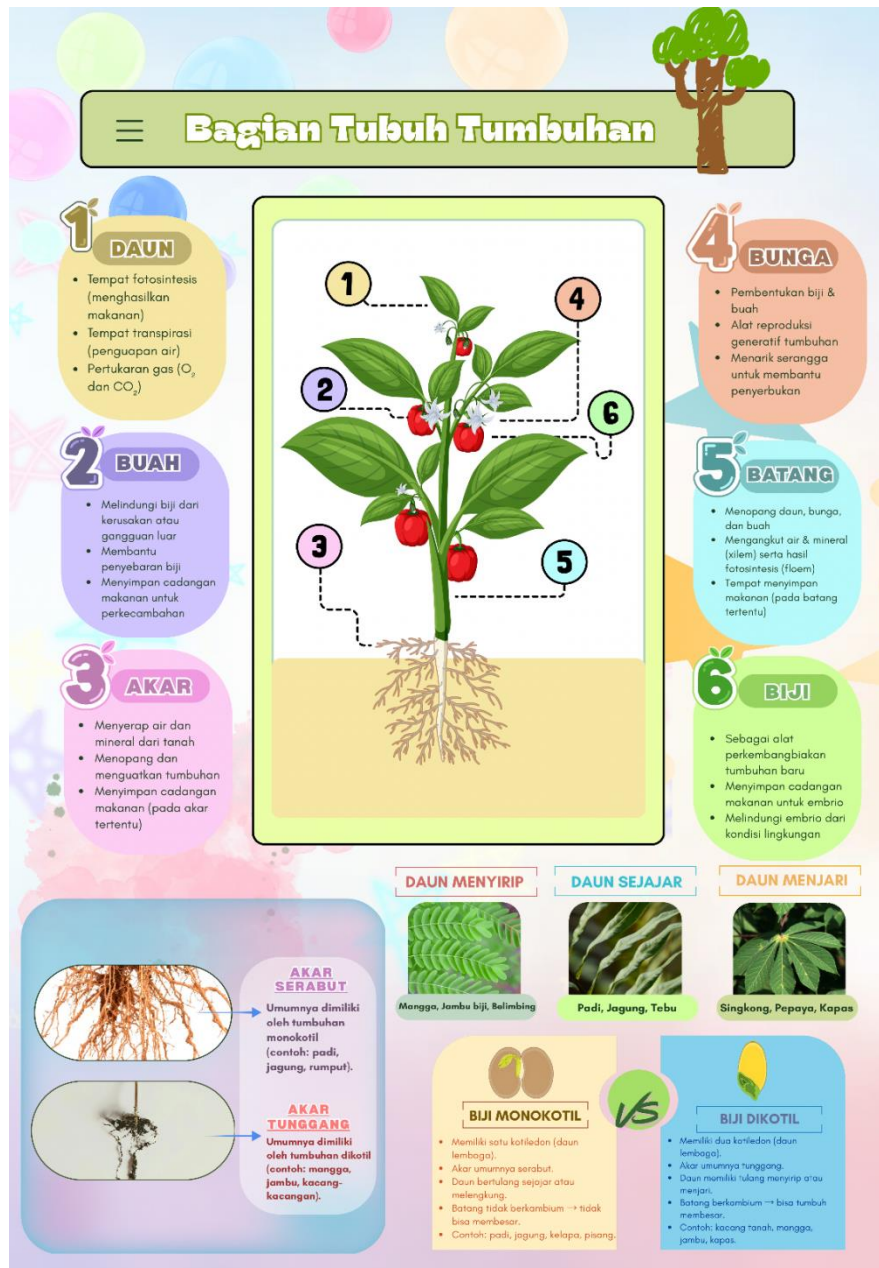 Bagian Tubuh Tumbuhan
1
DAUN
• Tempat fotosintesis
(menghasilkan
makanan)
• Tempat transpirasi
(penguapan air)
• Pertukaran gas (O₂
dan CO₂)
2
BUAH
• Melindungi biji dari
kerusakan atau
gangguan luar
• Membantu
penyebaran biji
• Menyimpan cadangan
makanan untuk
perkecambahan
3
AKAR
• Menyerap air dan
mineral dari tanah
• Menopang dan
menguatkan tumbuhan
• Menyimpan cadangan
makanan (pada akar
tertentu)
1
4
2
6
3
5
4
BUNGA
• Pembentukan biji &
buah
• Alat reproduksi
generatif tumbuhan
• Menarik serangga
untuk membantu
penyerbukan
5
BATANG
• Menopang daun, bunga,
dan buah
• Mengangkut air & mineral
(xilem) serta hasil
fotosintesis (floem)
• Tempat menyimpan
makanan (pada batang
tertentu)
6
BIJI
• Sebagai alat
perkembangbiakan
tumbuhan baru
• Menyimpan cadangan
makanan untuk embrio
• Melindungi embrio dari
kondisi lingkungan
DAUN MENYIRIP
Mangga, Jambu biji, Belimbing
DAUN SEJAJAR
Padi, Jagung, Tebu
DAUN MENJARI
Singkong, Pepaya, Kapas
AKAR
SERABUT
Umumnya dimiliki
oleh tumbuhan
monokotil
(contoh: padi,
jagung, rumput).
AKAR
TUNGGANG
Umumnya dimiliki
oleh tumbuhan dikotil
(contoh: mangga,
jambu, kacang-
kacangan).
BIJI MONOKOTIL
• Memiliki satu kotiledon (daun
lembaga).
• Akar umumnya serabut.
• Daun bertulang sejajar atau
melengkung.
• Batang tidak berkambium → tidak
bisa membesar.
• Contoh: padi, jagung, kelapa, pisang.
VS
BIJI DIKOTIL
• Memiliki dua kotiledon (daun
lembaga).
• Akar umumnya tunggang.
• Daun memiliki tulang menyirip atau
menjari.
• Batang berkambium → bisa tumbuh
membesar.
• Contoh: kacang tanah, mangga,
jambu, kapas.